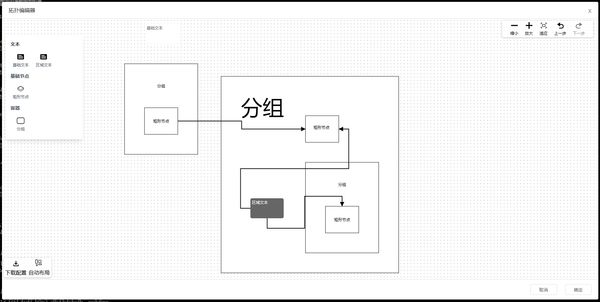 拓扑编辑器
x
基础文本
缩小 放大 适应 上一步 下一步
文本
基础文本 区域文本
基础节点
矩形节点
容器
分组
分组
矩形节点
分组
矩形节点
分组
区域文本
矩形节点
下载配置 自动布局
取消 确定